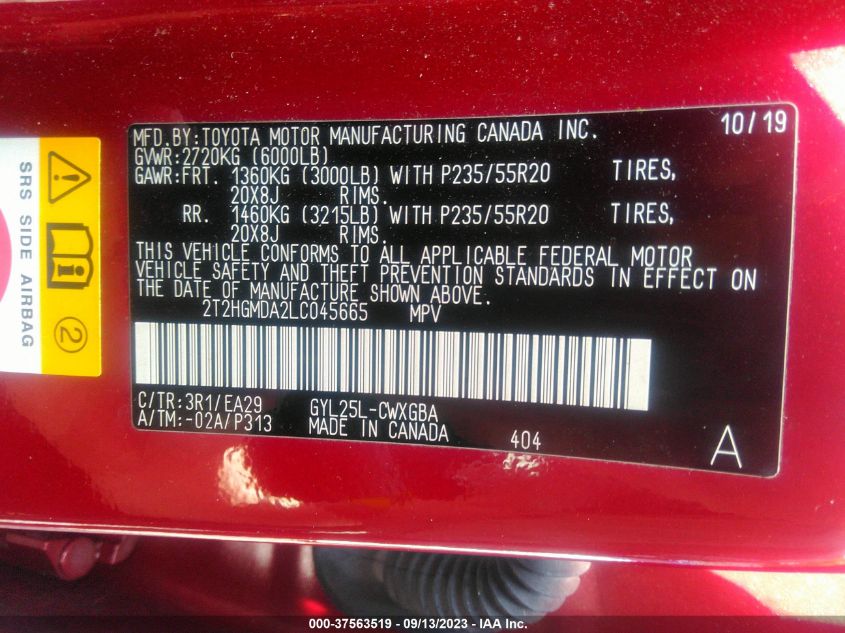 MFD.BY:TOYOTA MOTOR MANUFACTURING CANADA INC. 10/19
GVWR:2720KG (6000LB)
GAWR:FRT. 1360KG (3000LB) WITH P235/55R20 TIRES,
20X8J RIMS.
RR. 1460KG (3215LB) WITH P235/55R20 TIRES,
20X8J RIMS.
THIS VEHICLE CONFORMS TO ALL APPLICABLE FEDERAL MOTOR
VEHICLE SAFETY AND THEFT PREVENTION STANDARDS IN EFFECT ON
THE DATE OF MANUFACTURE SHOWN ABOVE.
2T2HGMDA2LC045665 MPV
C/TR:3R1/EA29 GYL25L-CWXGBA
A/TM:-02A/P313 MADE IN CANADA 404 A
SRS SIDE AIRBAG
2
000-37563519 / 09/13/2023 - IAA Inc.